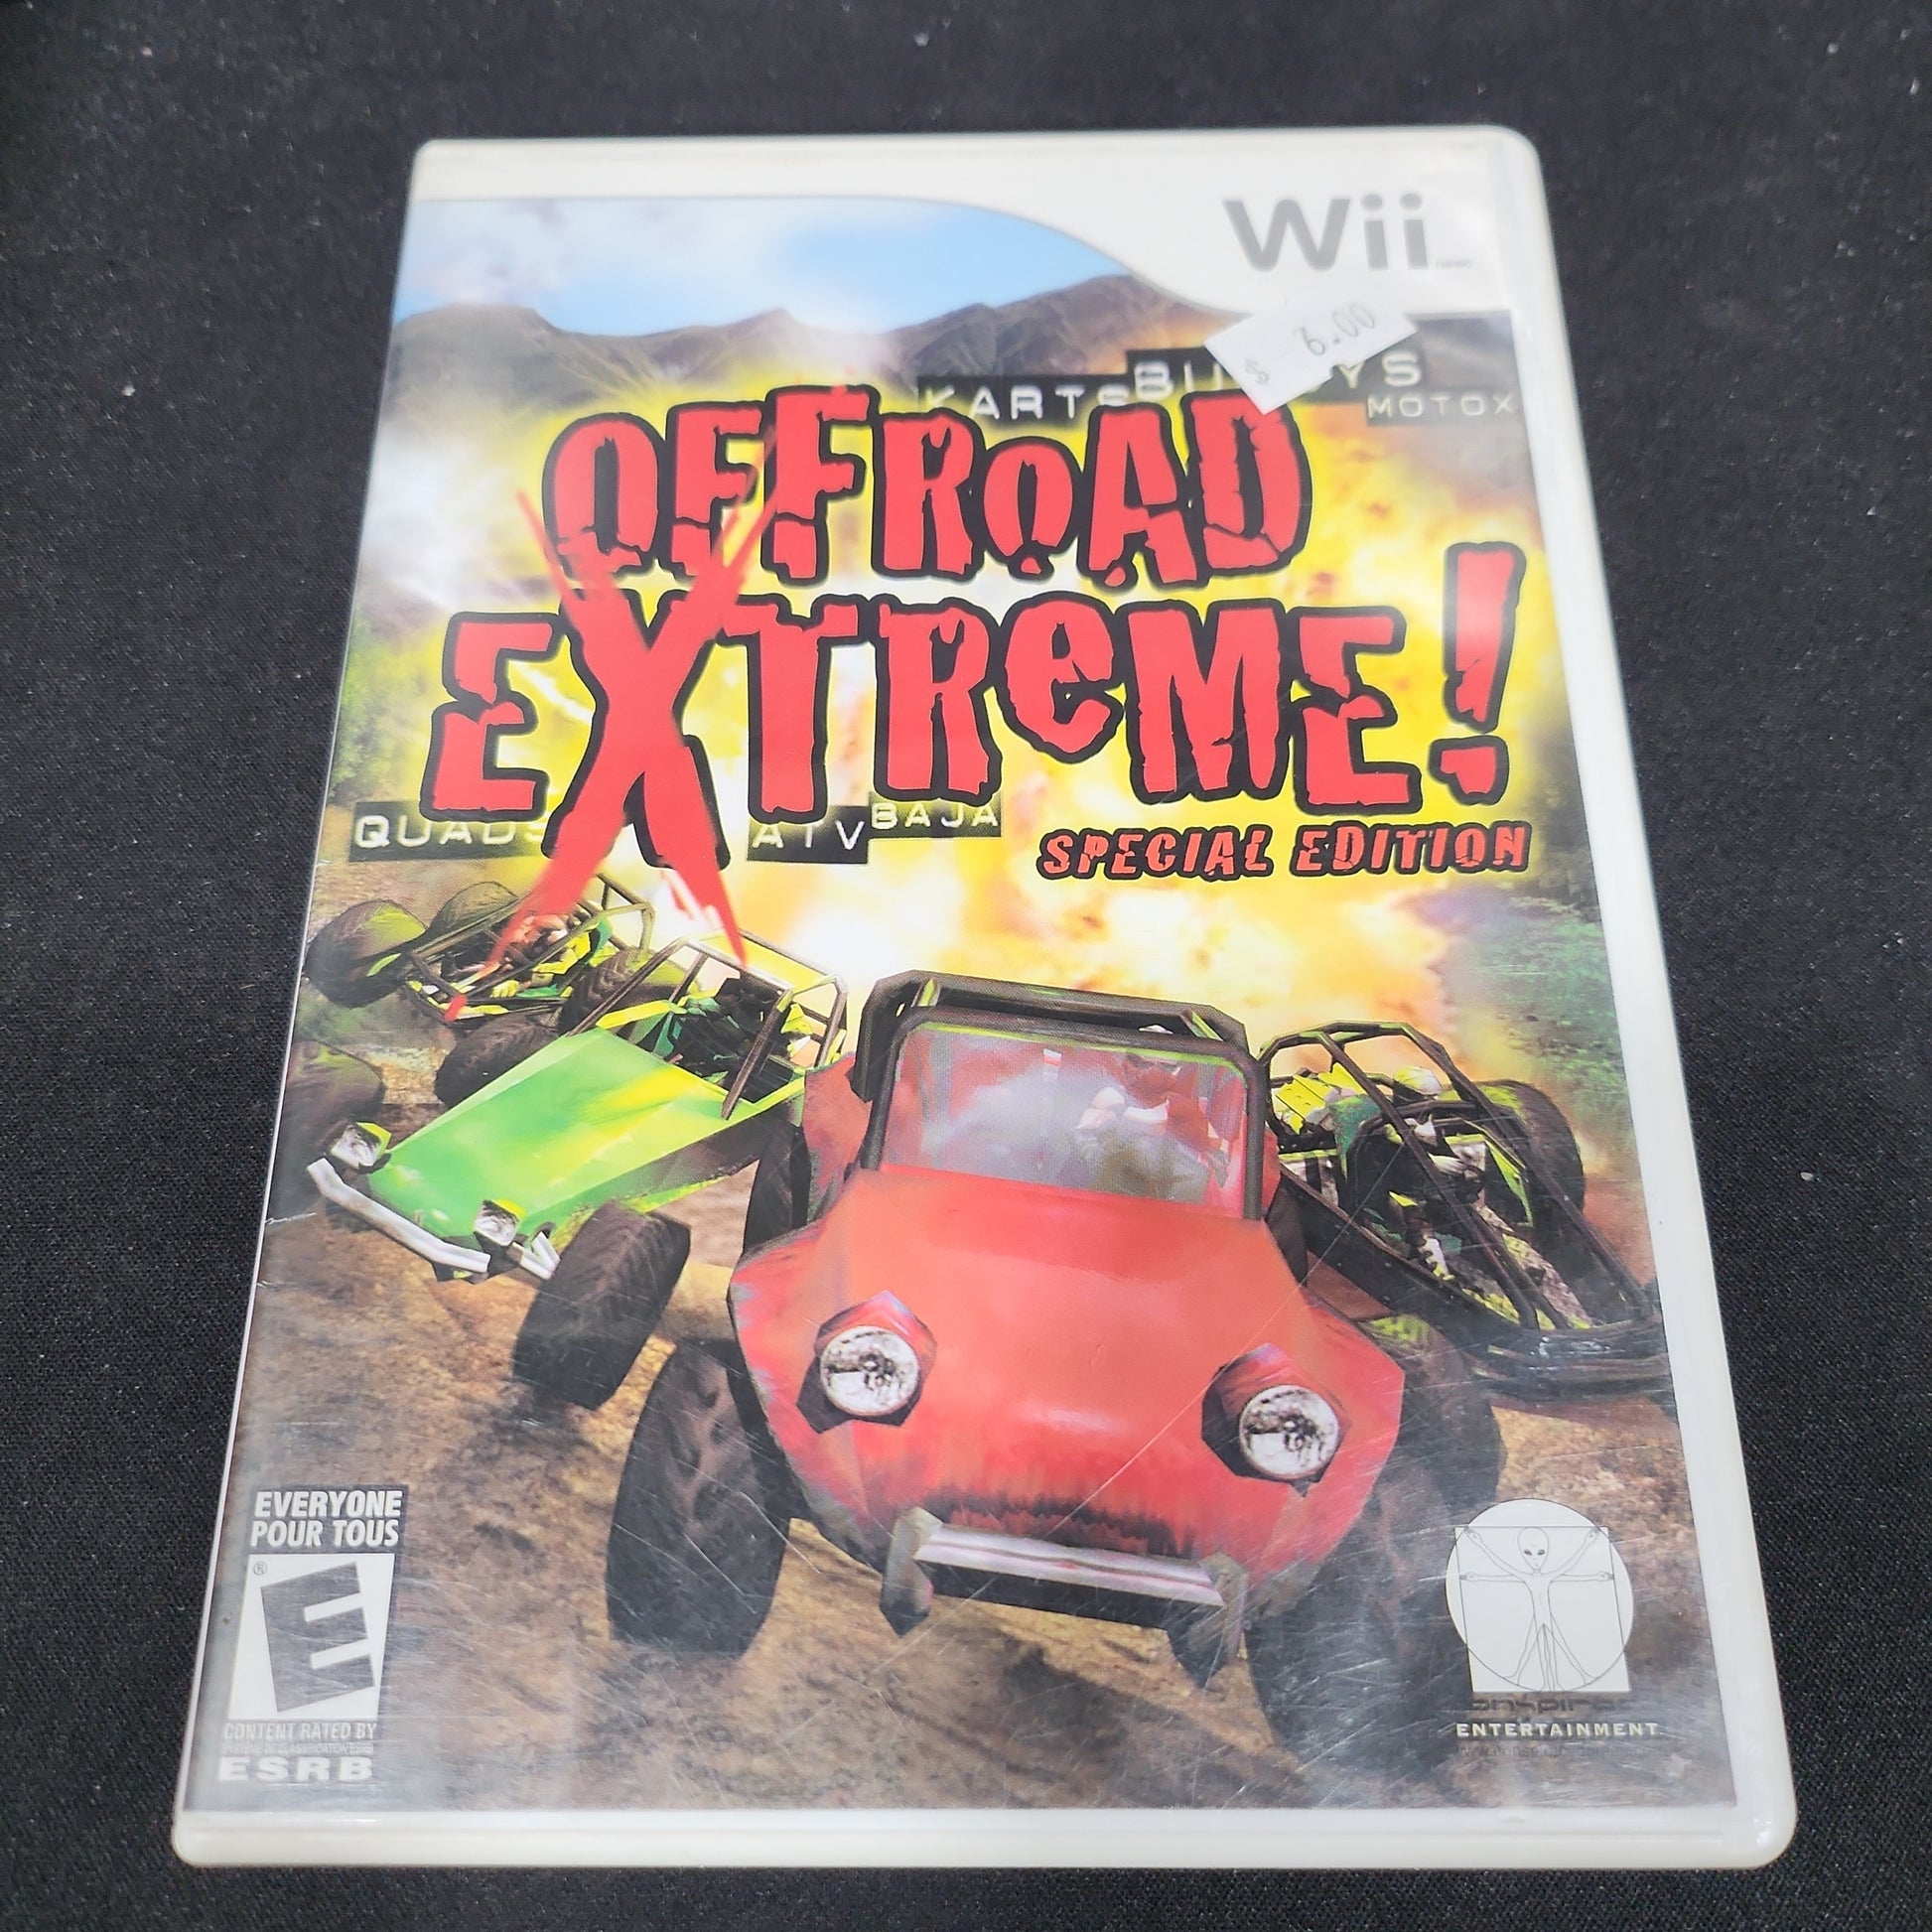 Wii
$ 6.00
KARTS
MOTOX
OFFROAD
EXTREME!
QUADS
ATV
BAJA
SPECIAL EDITION
EVERYONE
POUR TOUS
E
CONTENT RATED BY
ESRB
ENTERTAINMENT